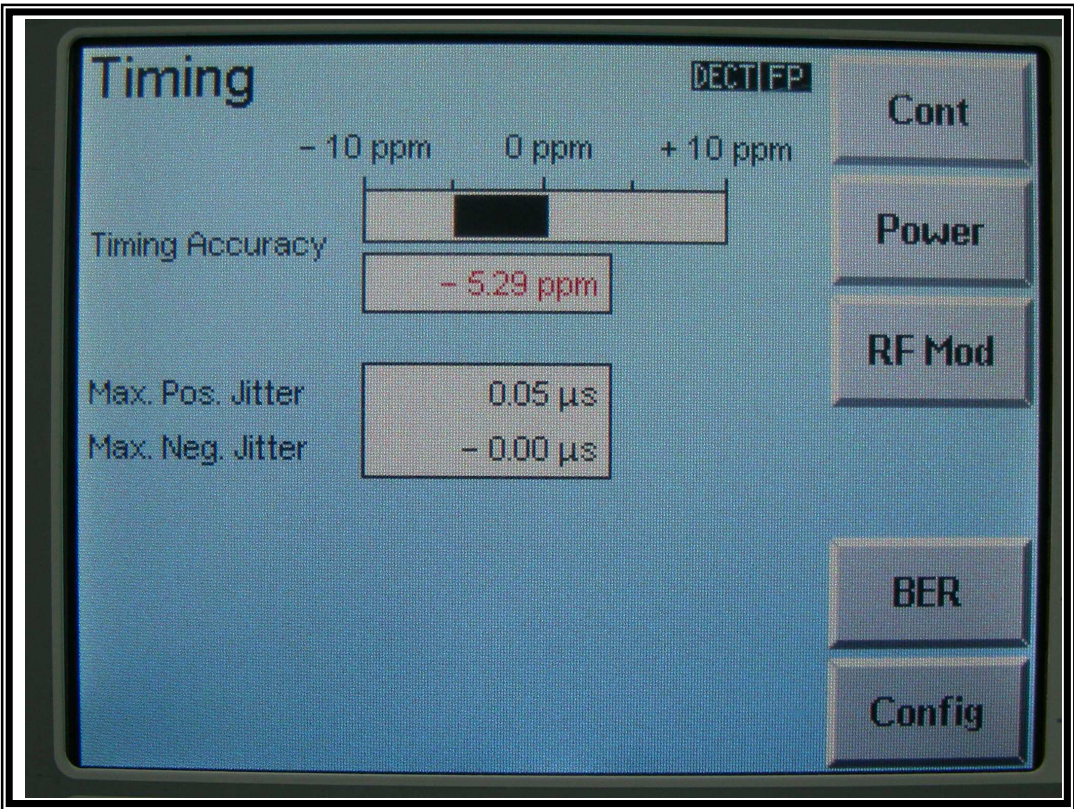 Timing
DECT FP
– 10 ppm 0 ppm + 10 ppm
Timing Accuracy
– 5.29 ppm
Max. Pos. Jitter 0.05 µs
Max. Neg. Jitter – 0.00 µs
Cont
Power
RF Mod
BER
Config